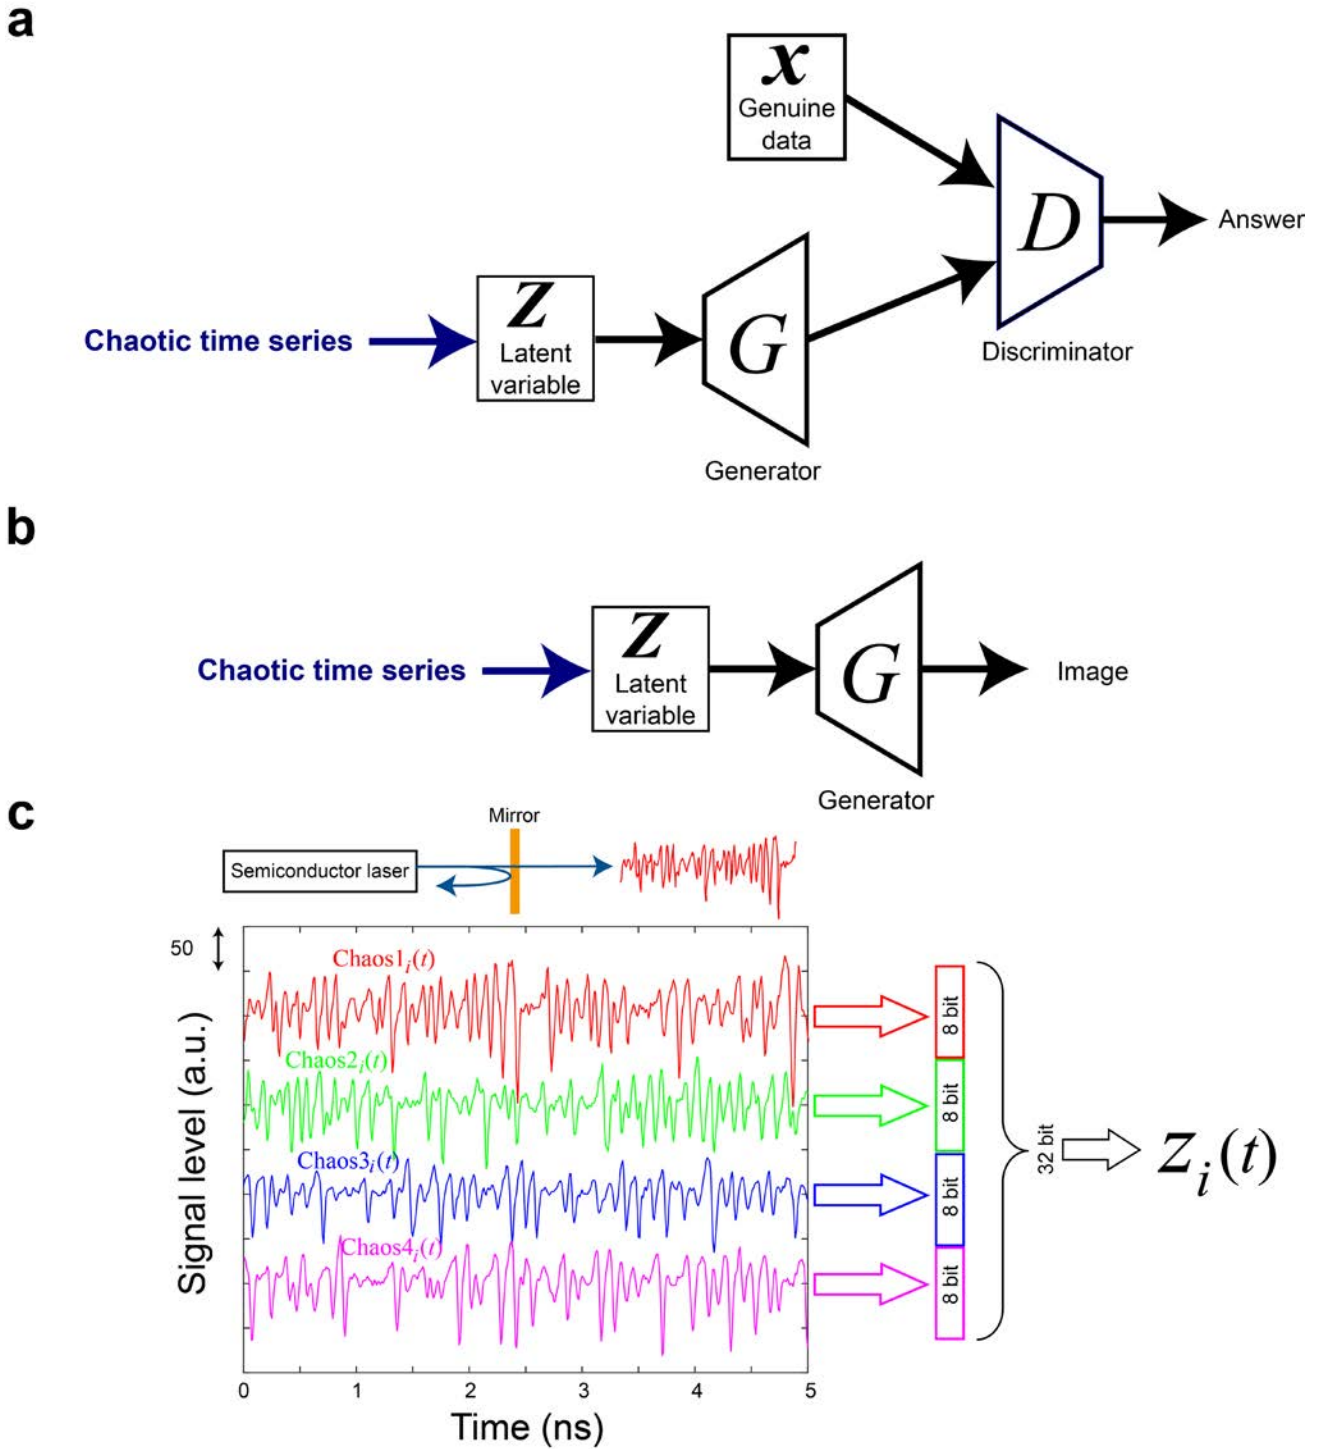 a
x
Genuine
data
D
Answer
Discriminator
Chaotic time series
Z
Latent
variable
G
Generator
b
Chaotic time series
Z
Latent
variable
G
Image
Generator
c
Mirror
Semiconductor laser
50
Signal level (a.u.)
Chaos1i(t)
Chaos2i(t)
Chaos3i(t)
Chaos4i(t)
8 bit
8 bit
8 bit
8 bit
32 bit
Zi(t)
0 1 2 3 4 5
Time (ns)